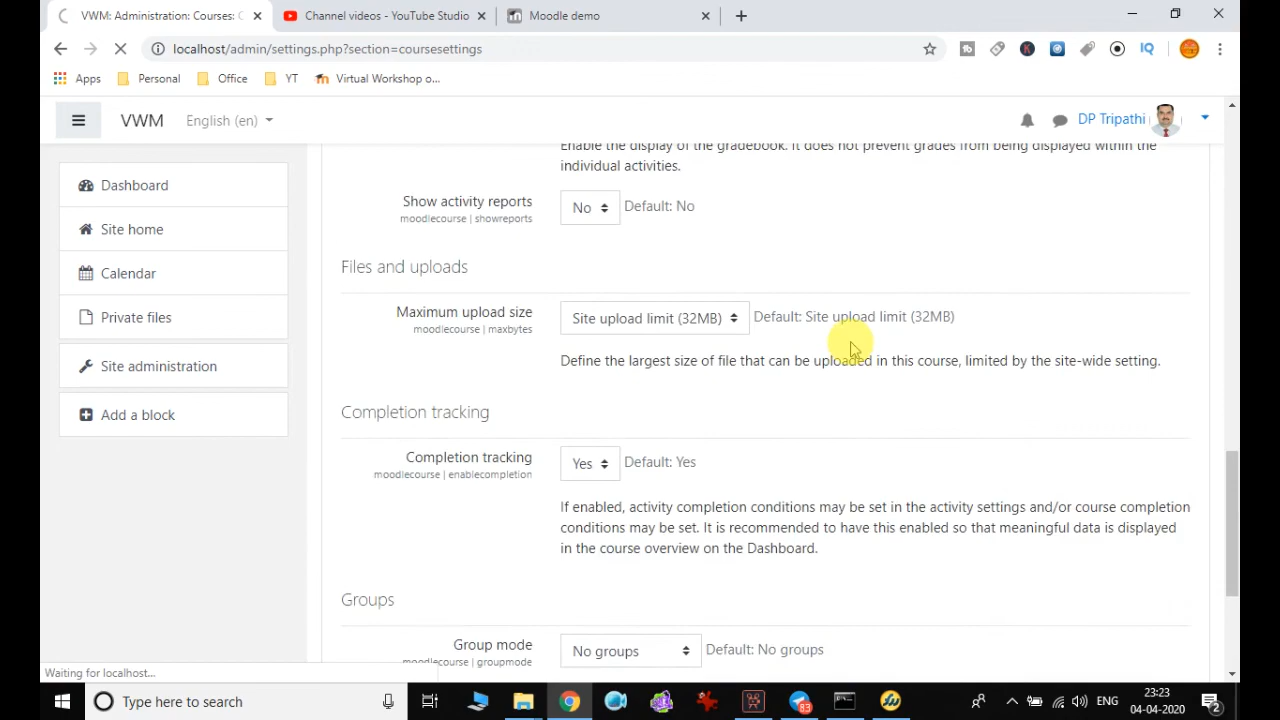 VWM: Administration: Courses: C
Channel videos - YouTube Studio
Moodle demo
localhost/admin/settings.php?section=coursesettings
Apps
Personal
Office
YT
Virtual Workshop o...
VWM
English (en)
DP Tripathi
Dashboard
Site home
Calendar
Private files
Site administration
Add a block
Enable the display of the gradebook. It does not prevent grades from being displayed within the
individual activities.
Show activity reports
moodlecourse | showreports
No
Default: No
Files and uploads
Maximum upload size
moodlecourse | maxbytes
Site upload limit (32MB)
Default: Site upload limit (32MB)
Define the largest size of file that can be uploaded in this course, limited by the site-wide setting.
Completion tracking
Completion tracking
moodlecourse | enablecompletion
Yes
Default: Yes
If enabled, activity completion conditions may be set in the activity settings and/or course completion
conditions may be set. It is recommended to have this enabled so that meaningful data is displayed
in the course overview on the Dashboard.
Groups
Group mode
moodlecourse | groupmode
No groups
Default: No groups
Waiting for localhost...
Type here to search
83
ENG
23:23
04-04-2020
2